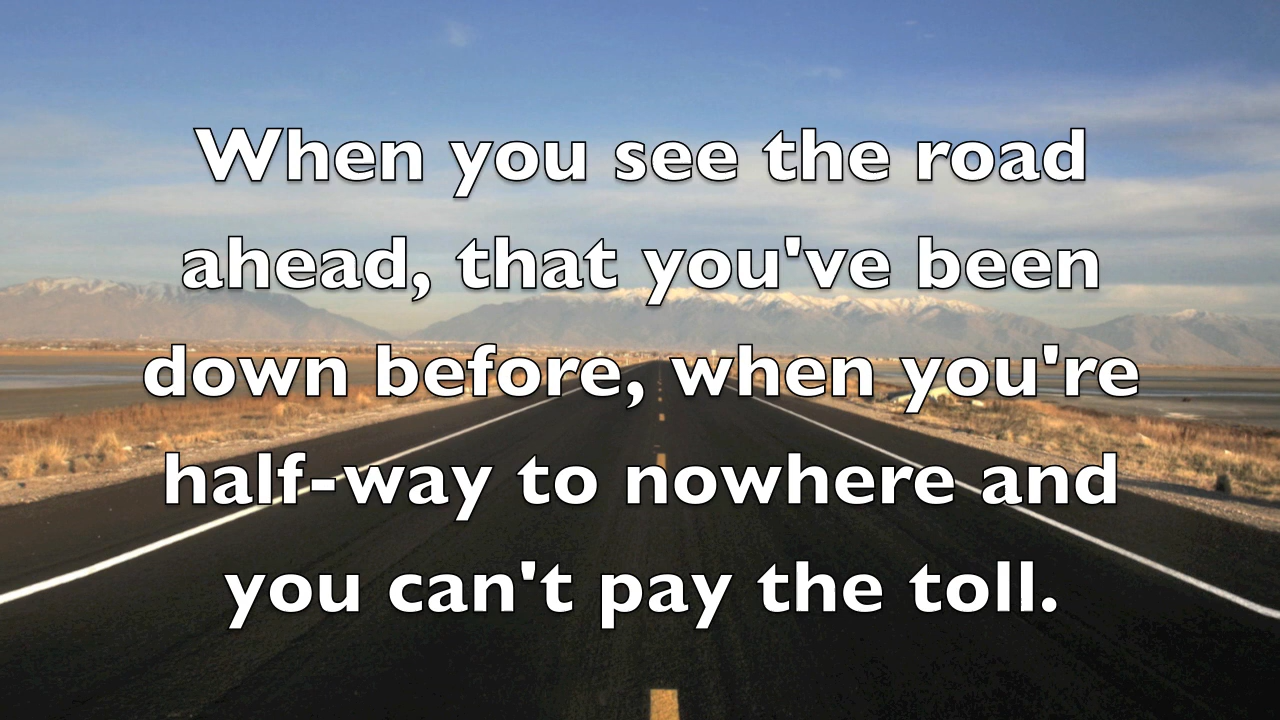 When you see the road
ahead, that you've been
down before, when you're
half-way to nowhere and
you can't pay the toll.